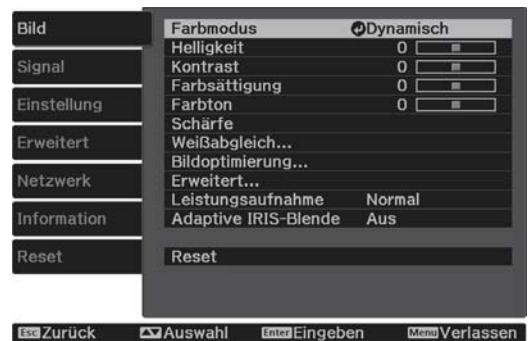 Bild
Signal
Einstellung
Erweitert
Netzwerk
Information
Reset
Farbmodus Dynamisch
Helligkeit 0
Kontrast 0
Farbsättigung 0
Farbton 0
Schärfe
Weißabgleich...
Bildoptimierung...
Erweitert...
Leistungsaufnahme Normal
Adaptive IRIS-Blende Aus
Reset
Esc Zurück Auswahl Enter Eingeben Menu Verlassen